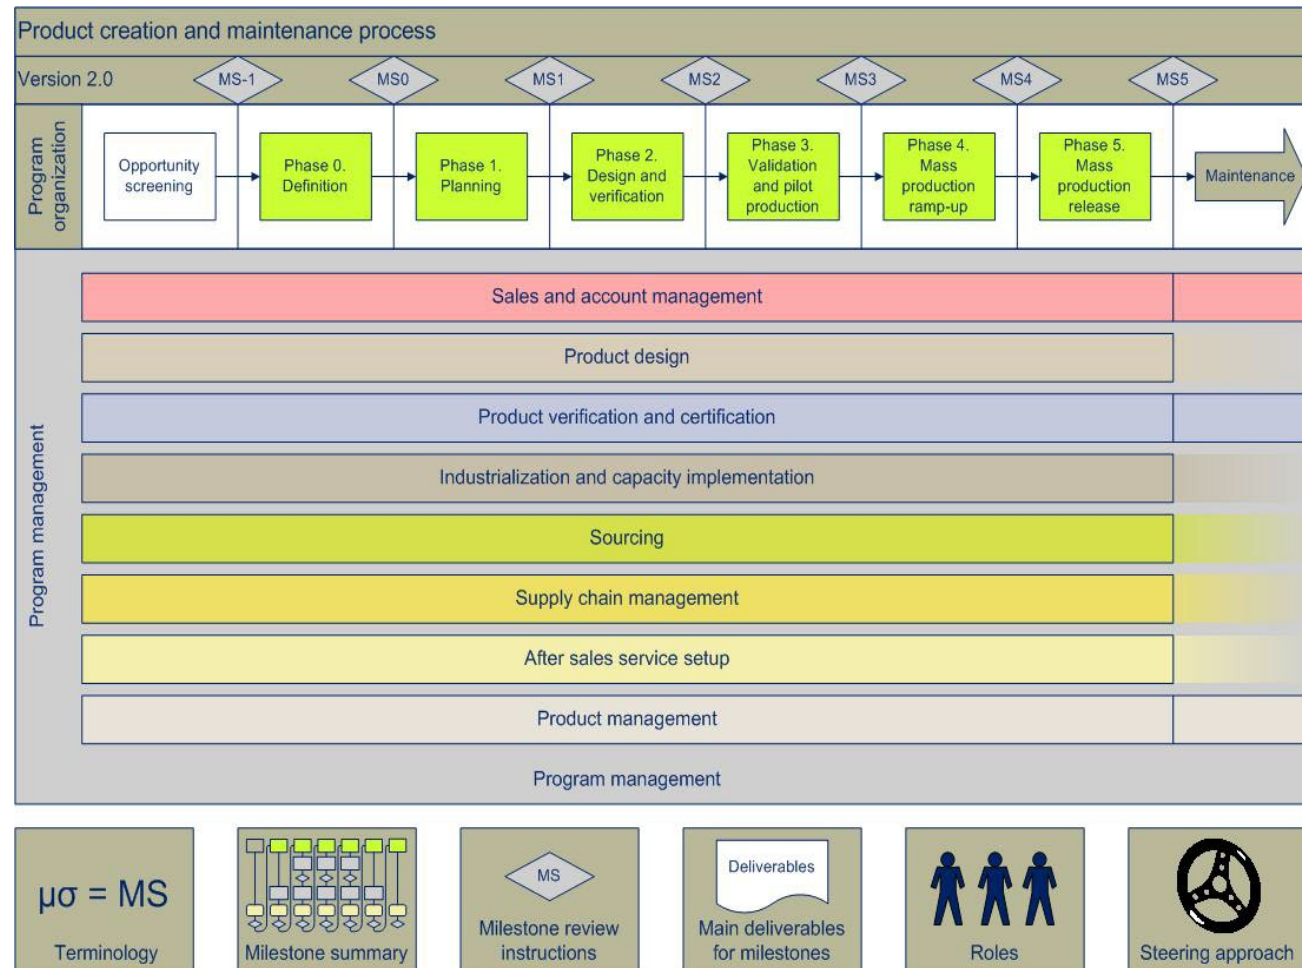 Product creation and maintenance process
Version 2.0
MS-1
MS0
MS1
MS2
MS3
MS4
MS5
Program
organization
Opportunity
screening
Phase 0.
Definition
Phase 1.
Planning
Phase 2.
Design and
verification
Phase 3.
Validation
and pilot
production
Phase 4.
Mass
production
ramp-up
Phase 5.
Mass
production
release
Maintenance
Program management
Sales and account management
Product design
Product verification and certification
Industrialization and capacity implementation
Sourcing
Supply chain management
After sales service setup
Product management
Program management
μσ = MS
Terminology
Milestone summary
MS
Milestone review
instructions
Deliverables
Main deliverables
for milestones
Roles
Steering approach